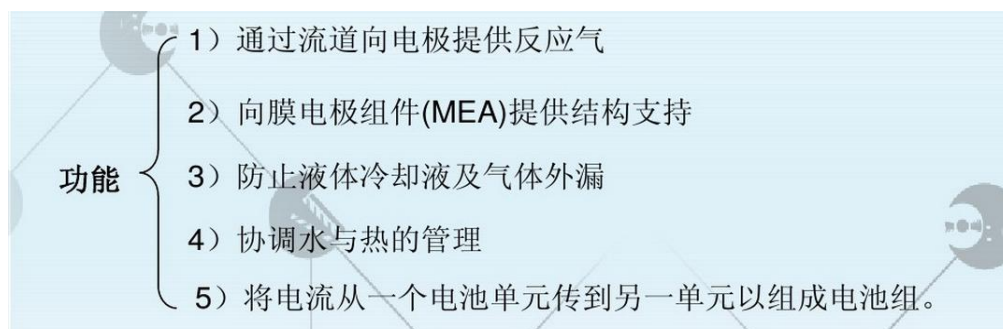 1）通过流道向电极提供反应气
2）向膜电极组件(MEA)提供结构支持
功能
3）防止液体冷却液及气体外漏
4）协调水与热的管理
5）将电流从一个电池单元传到另一单元以组成电池组。